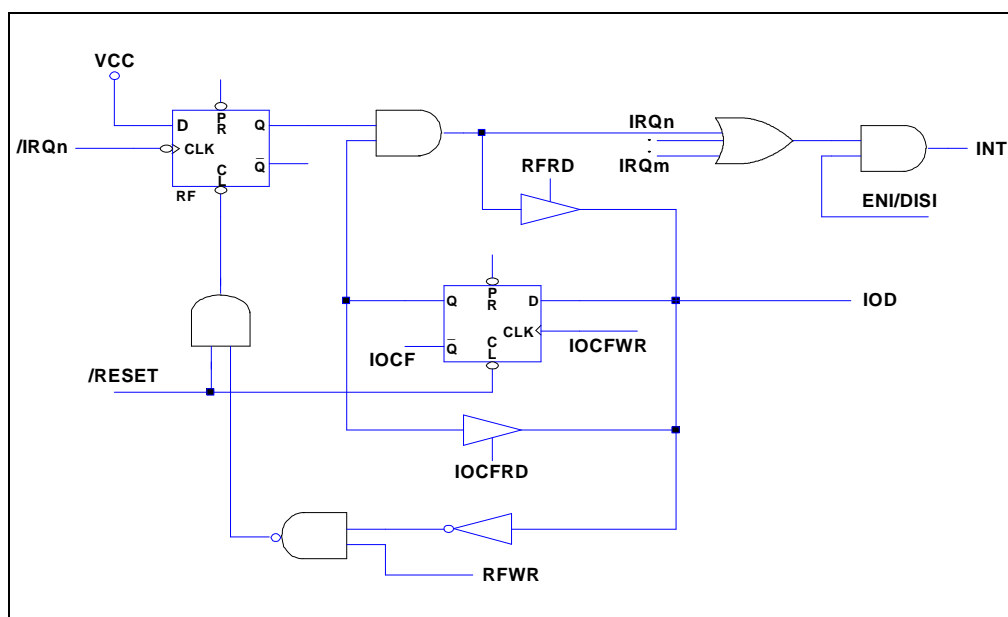 VCC
D
P
R
Q
/IRQn
CLK
C
L
Q
RF
IRQn
:
IRQm
INT
RFRD
ENI/DISI
Q
P
R
D
IOD
CLK
IOCFWR
IOCF
Q
C
L
/RESET
IOCFRD
RFWR